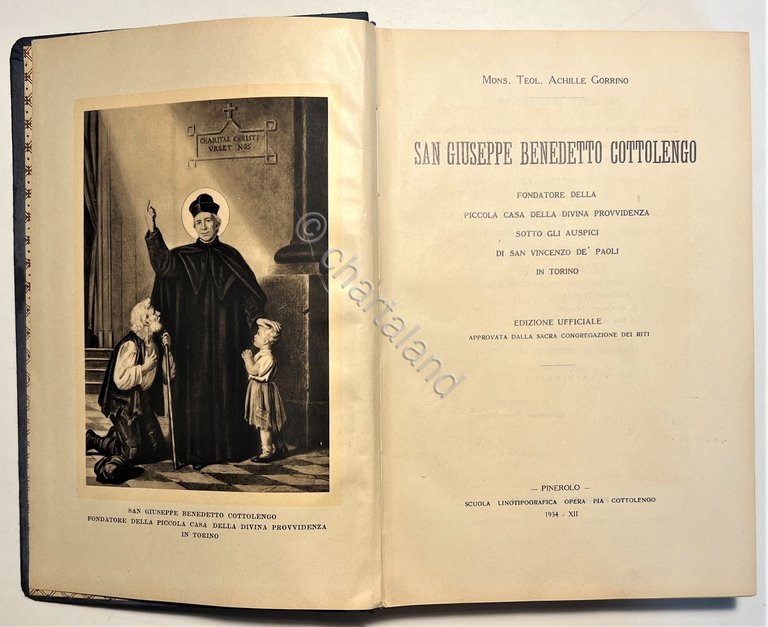 CHARITAS CHRISTI
URGET NOS
SAN GIUSEPPE BENEDETTO COTTOLENGO
FONDATORE DELLA PICCOLA CASA DELLA DIVINA PROVVIDENZA
IN TORINO
MONS. TEOL. ACHILLE GORRINO
SAN GIUSEPPE BENEDETTO COTTOLENGO
FONDATORE DELLA
PICCOLA CASA DELLA DIVINA PROVVIDENZA
SOTTO GLI AUSPICI
DI SAN VINCENZO DE' PAOLI
IN TORINO
EDIZIONE UFFICIALE
APPROVATA DALLA SACRA CONGREGAZIONE DEI RITI
– PINEROLO –
SCUOLA LINOTIPOGRAFICA OPERA PIA COTTOLENGO
1934 - XII
© chartaland